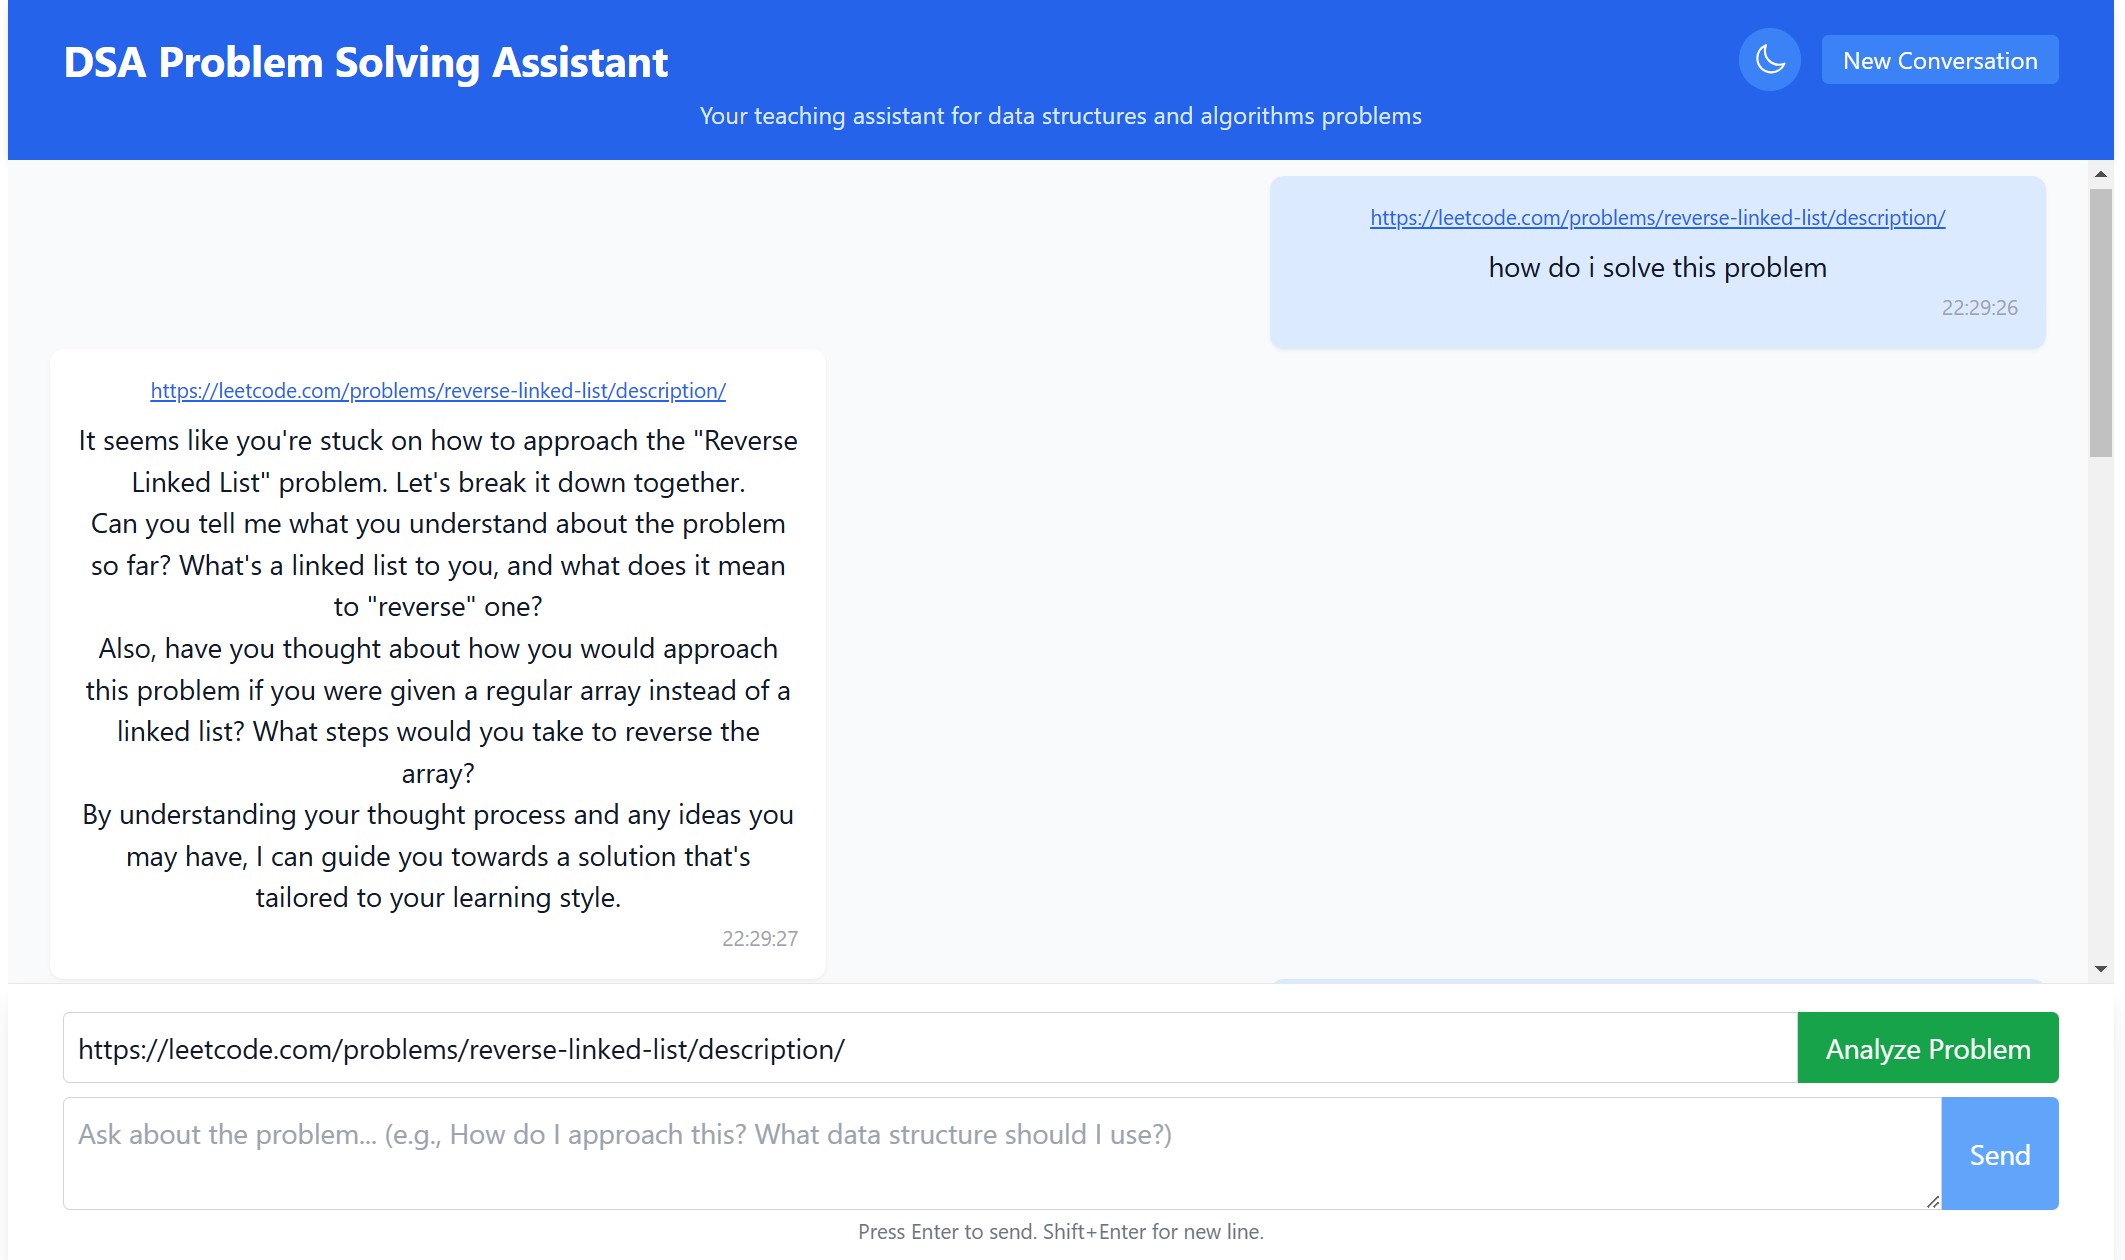 DSA Problem Solving Assistant
New Conversation
Your teaching assistant for data structures and algorithms problems
https://leetcode.com/problems/reverse-linked-list/description/
how do i solve this problem
22:29:26
https://leetcode.com/problems/reverse-linked-list/description/
It seems like you're stuck on how to approach the "Reverse
Linked List" problem. Let's break it down together.
Can you tell me what you understand about the problem
so far? What's a linked list to you, and what does it mean
to "reverse" one?
Also, have you thought about how you would approach
this problem if you were given a regular array instead of a
linked list? What steps would you take to reverse the
array?
By understanding your thought process and any ideas you
may have, I can guide you towards a solution that's
tailored to your learning style.
22:29:27
https://leetcode.com/problems/reverse-linked-list/description/
Analyze Problem
Ask about the problem... (e.g., How do I approach this? What data structure should I use?)
Send
Press Enter to send. Shift+Enter for new line.